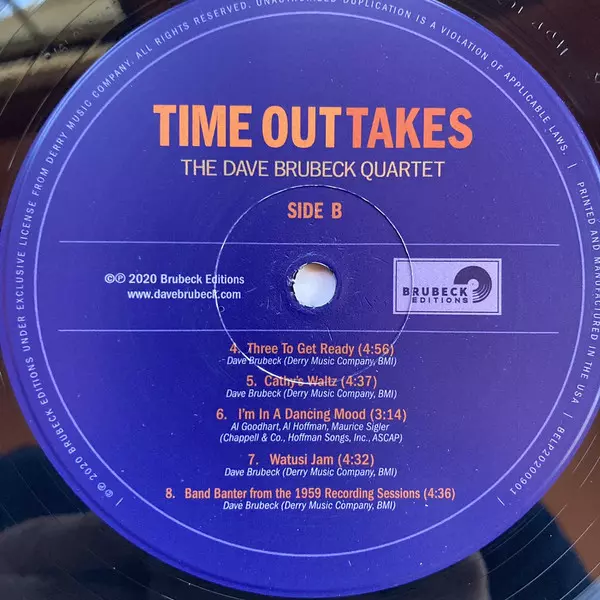 © ℗ 2020 BRUBECK EDITIONS UNDER EXCLUSIVE LICENSE FROM DERRY MUSIC COMPANY. ALL RIGHTS RESERVED. UNAUTHORIZED DUPLICATION IS A VIOLATION OF APPLICABLE LAWS. | PRINTED AND MANUFACTURED IN THE USA | BELP20200901 |
TIME OUTTAKES
THE DAVE BRUBECK QUARTET
SIDE B
©℗ 2020 Brubeck Editions
www.davebrubeck.com
BRUBECK
EDITIONS
4. Three To Get Ready (4:56)
Dave Brubeck (Derry Music Company, BMI)
5. Cathy's Waltz (4:37)
Dave Brubeck (Derry Music Company, BMI)
6. I'm In A Dancing Mood (3:14)
Al Goodhart, Al Hoffman, Maurice Sigler
(Chappell & Co., Hoffman Songs, Inc., ASCAP)
7. Watusi Jam (4:32)
Dave Brubeck (Derry Music Company, BMI)
8. Band Banter from the 1959 Recording Sessions (4:36)
Dave Brubeck (Derry Music Company, BMI)